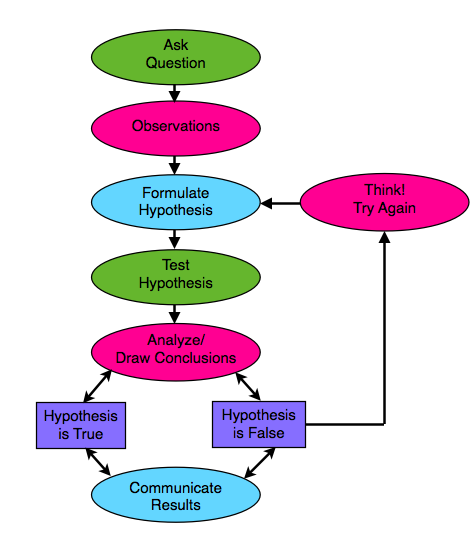 Ask
Question
Observations
Formulate
Hypothesis
Think!
Try Again
Test
Hypothesis
Analyze/
Draw Conclusions
Hypothesis
is True
Hypothesis
is False
Communicate
Results